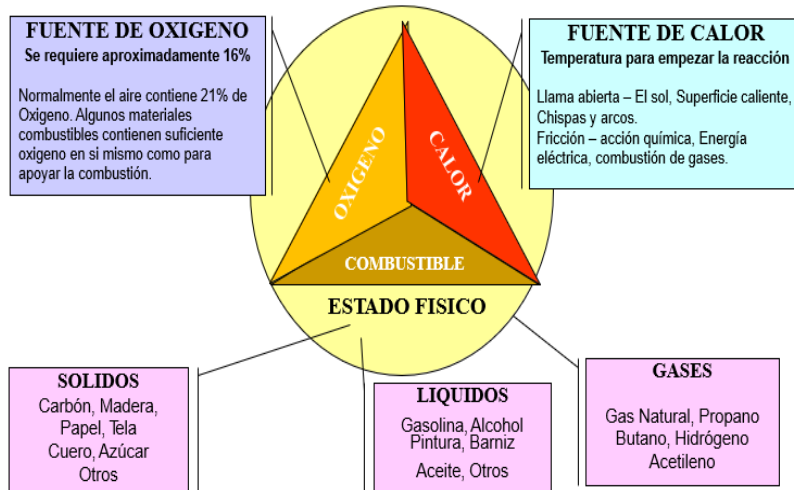 FUENTE DE OXIGENO
Se requiere aproximadamente 16%
Normalmente el aire contiene 21% de
Oxigeno. Algunos materiales
combustibles contienen suficiente
oxigeno en si mismo como para
apoyar la combustión.
FUENTE DE CALOR
Temperatura para empezar la reacción
Llama abierta – El sol, Superficie caliente,
Chispas y arcos.
Fricción – acción química, Energía
eléctrica, combustión de gases.
OXIGENO
CALOR
COMBUSTIBLE
ESTADO FISICO
SOLIDOS
Carbón, Madera,
Papel, Tela
Cuero, Azúcar
Otros
LIQUIDOS
Gasolina, Alcohol
Pintura, Barniz
Aceite, Otros
GASES
Gas Natural, Propano
Butano, Hidrógeno
Acetileno